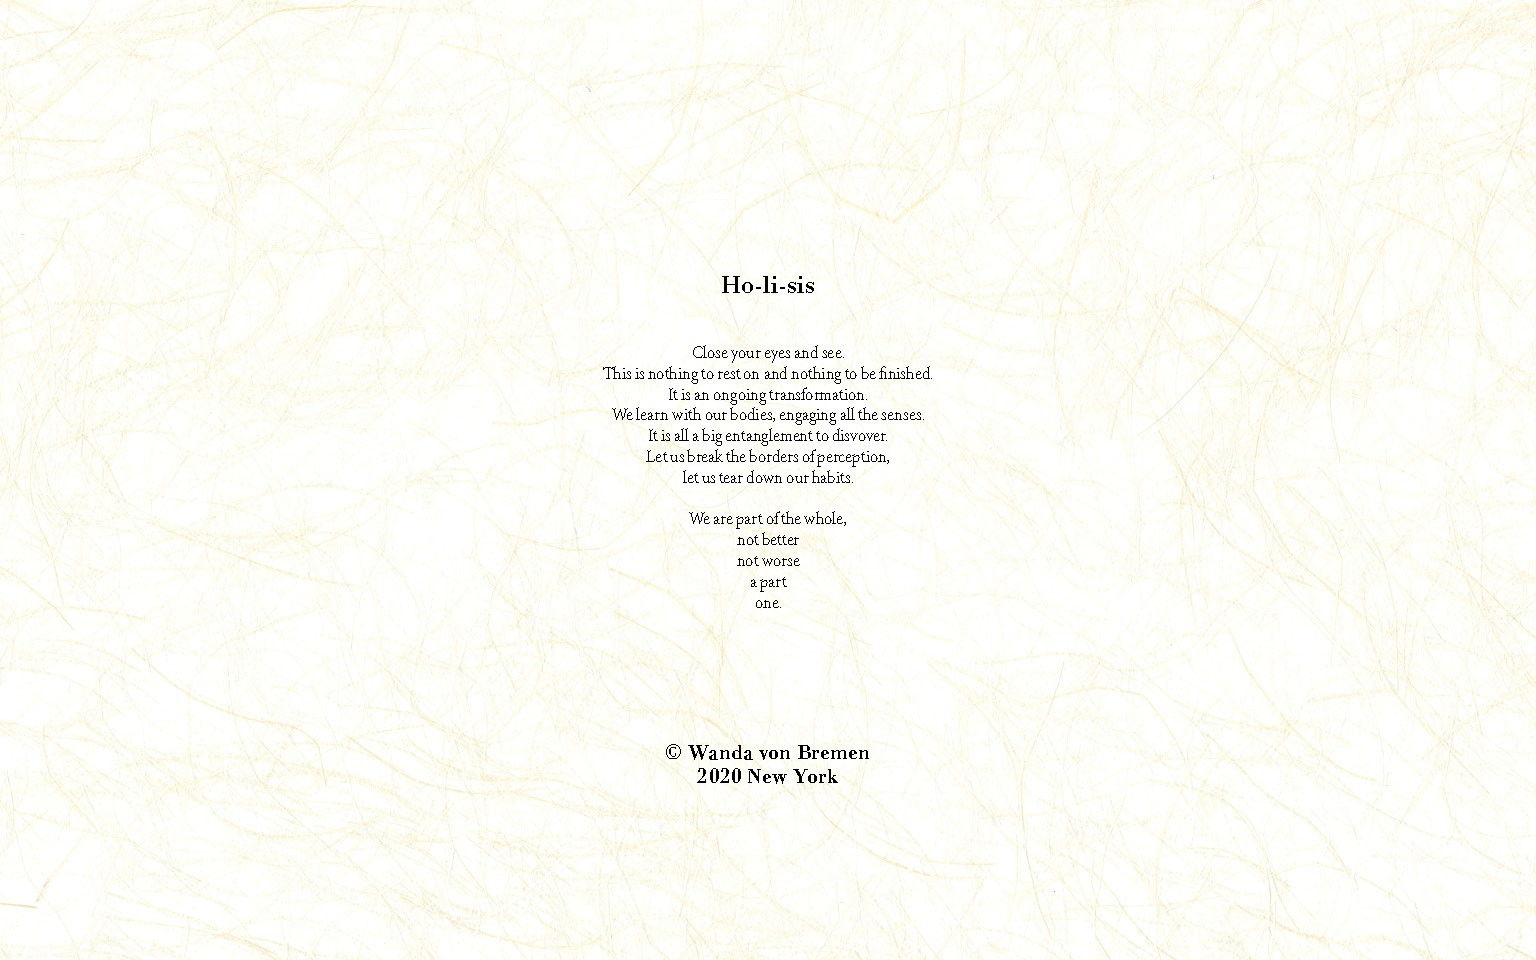 Ho-li-sis
Close your eyes and see.
This is nothing to rest on and nothing to be finished.
It is an ongoing transformation.
We learn with our bodies, engaging all the senses.
It is all a big entanglement to disvover.
Let us break the borders of perception,
let us tear down our habits.
We are part of the whole,
not better
not worse
a part
one.
© Wanda von Bremen
2020 New York